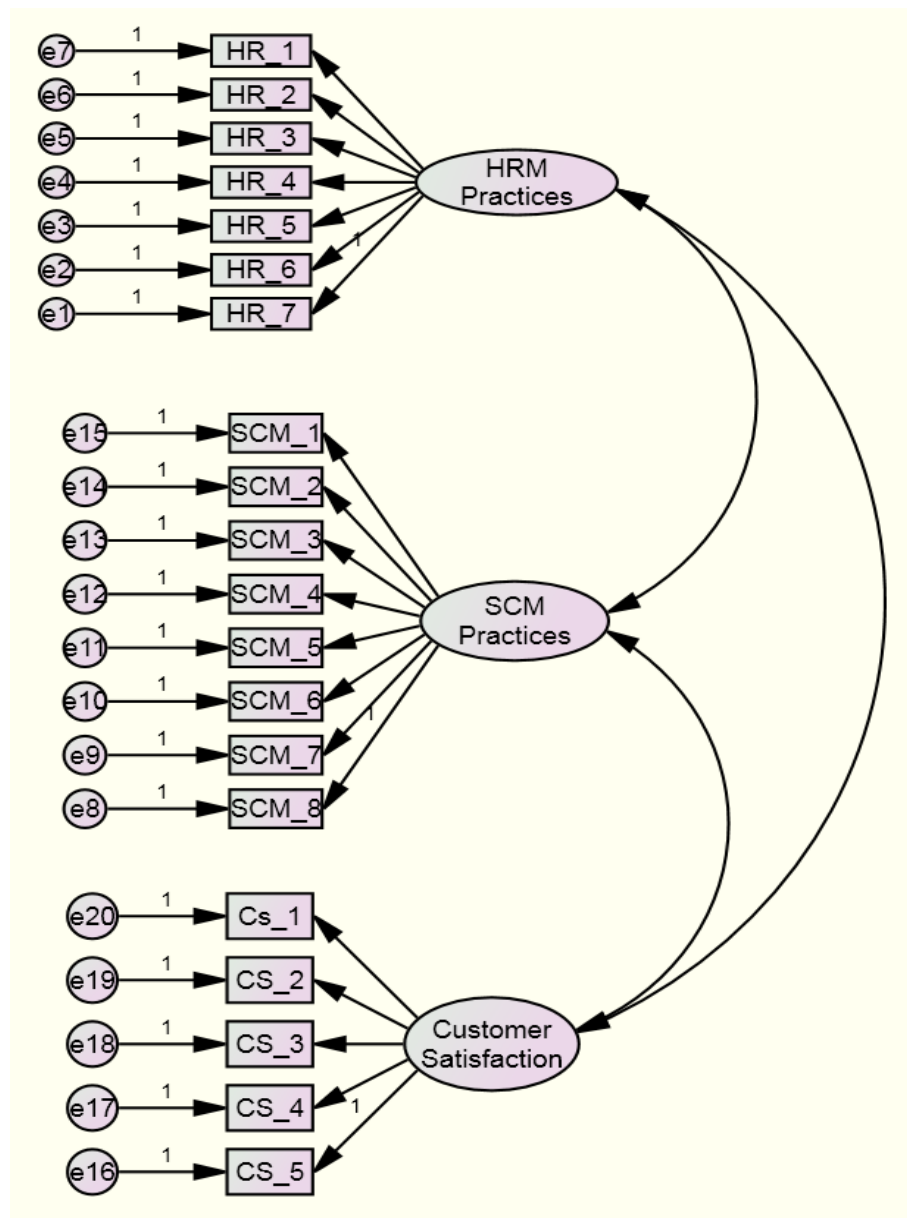 e7 1 HR_1
e6 1 HR_2
e5 1 HR_3
e4 1 HR_4
e3 1 HR_5
e2 1 HR_6
e1 1 HR_7
1
HRM
Practices
e15 1 SCM_1
e14 1 SCM_2
e13 1 SCM_3
e12 1 SCM_4
e11 1 SCM_5
e10 1 SCM_6
e9 1 SCM_7
e8 1 SCM_8
1
SCM
Practices
e20 1 Cs_1
e19 1 CS_2
e18 1 CS_3
e17 1 CS_4
e16 1 CS_5
1
Customer
Satisfaction